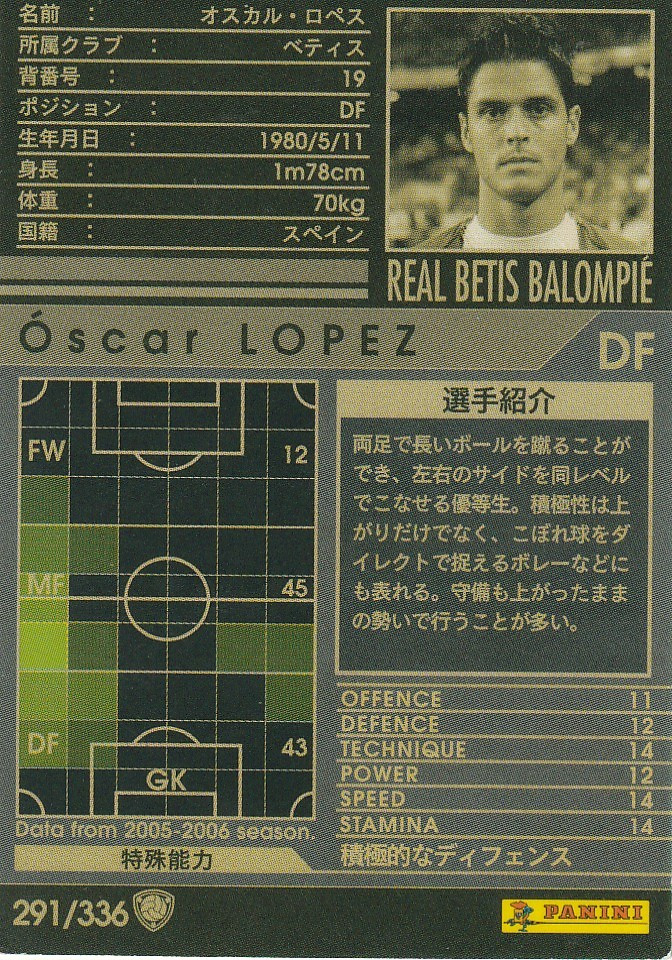 名前 : オスカル・ロペス
所属クラブ : ベティス
背番号 : 19
ポジション : DF
生年月日 : 1980/5/11
身長 : 1m78cm
体重 : 70kg
国籍 : スペイン
REAL BETIS BALOMPIÉ
Óscar LOPEZ
DF
FW 12
MF 45
DF 43
GK
Data from 2005-2006 season.
選手紹介
両足で長いボールを蹴ることが
でき、左右のサイドを同レベル
でこなせる優等生。積極性は上
がりだけでなく、こぼれ球をダ
イレクトで捉えるボレーなどに
も表れる。守備も上がったまま
の勢いで行うことが多い。
OFFENCE 11
DEFENCE 12
TECHNIQUE 14
POWER 12
SPEED 14
STAMINA 14
特殊能力 積極的なディフェンス
291/336
PANINI